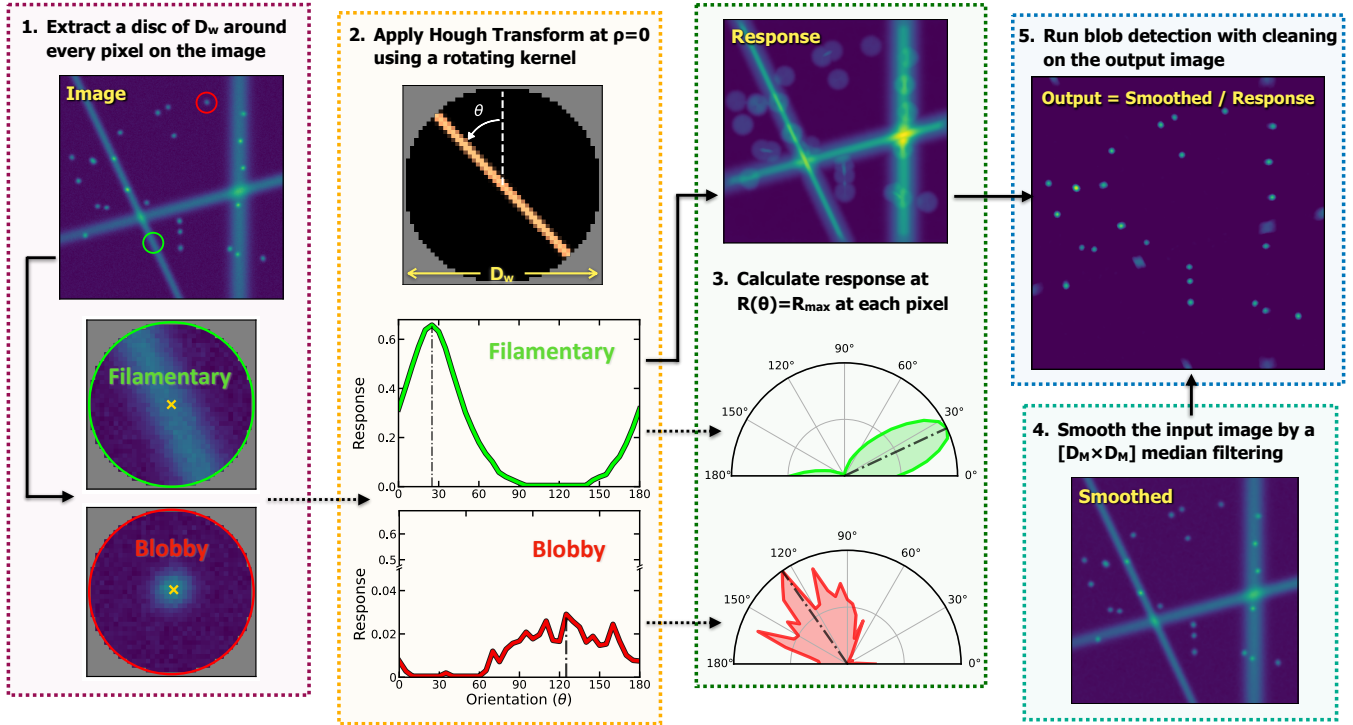 1. Extract a disc of Dw around
every pixel on the image
Image
Filamentary
Blobby
2. Apply Hough Transform at ρ=0
using a rotating kernel
θ
Dw
0.6
0.4
0.2
0.0
Response
Filamentary
0 30 60 90 120 150 180
0.6
0.5
0.04
0.02
0
Response
Blobby
0 30 60 90 120 150 180
Orientation (θ)
Response
3. Calculate response at
R(θ)=Rmax at each pixel
90°
120° 60°
150° 30°
180° 0°
90°
120° 60°
150° 30°
180° 0°
5. Run blob detection with cleaning
on the output image
Output = Smoothed / Response
4. Smooth the input image by a
[DM×DM] median filtering
Smoothed